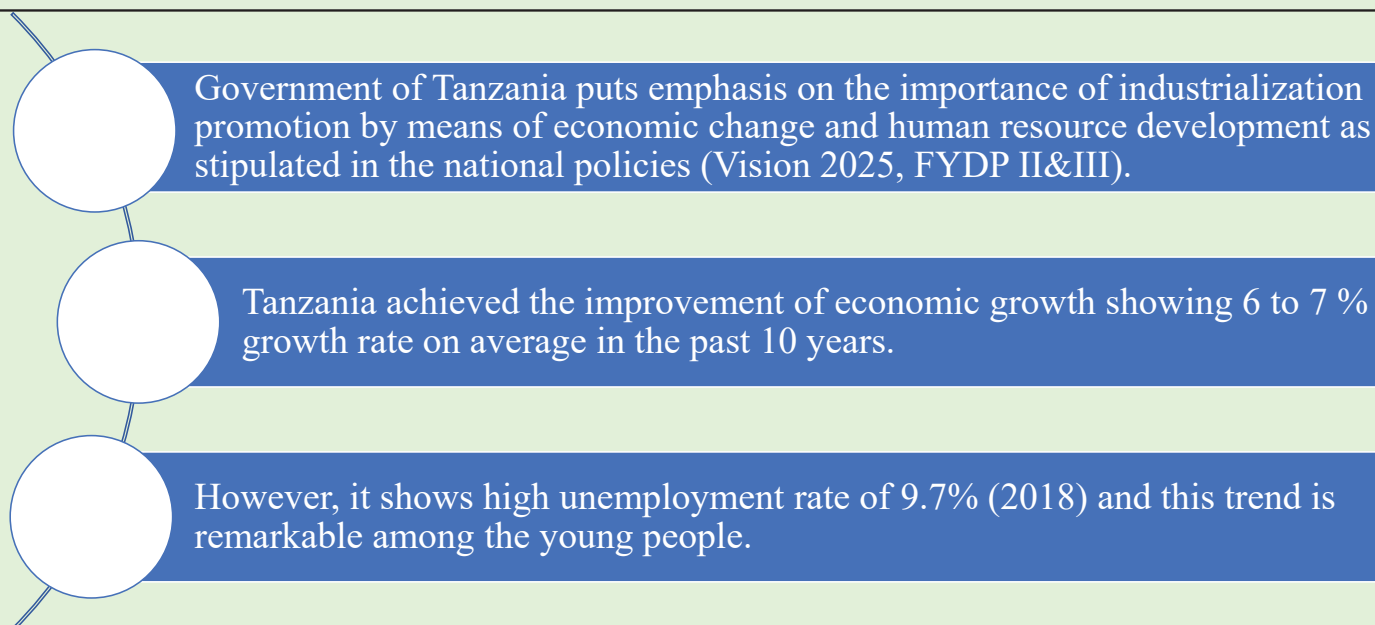 Government of Tanzania puts emphasis on the importance of industrialization
promotion by means of economic change and human resource development as
stipulated in the national policies (Vision 2025, FYDP II&III).
Tanzania achieved the improvement of economic growth showing 6 to 7 %
growth rate on average in the past 10 years.
However, it shows high unemployment rate of 9.7% (2018) and this trend is
remarkable among the young people.